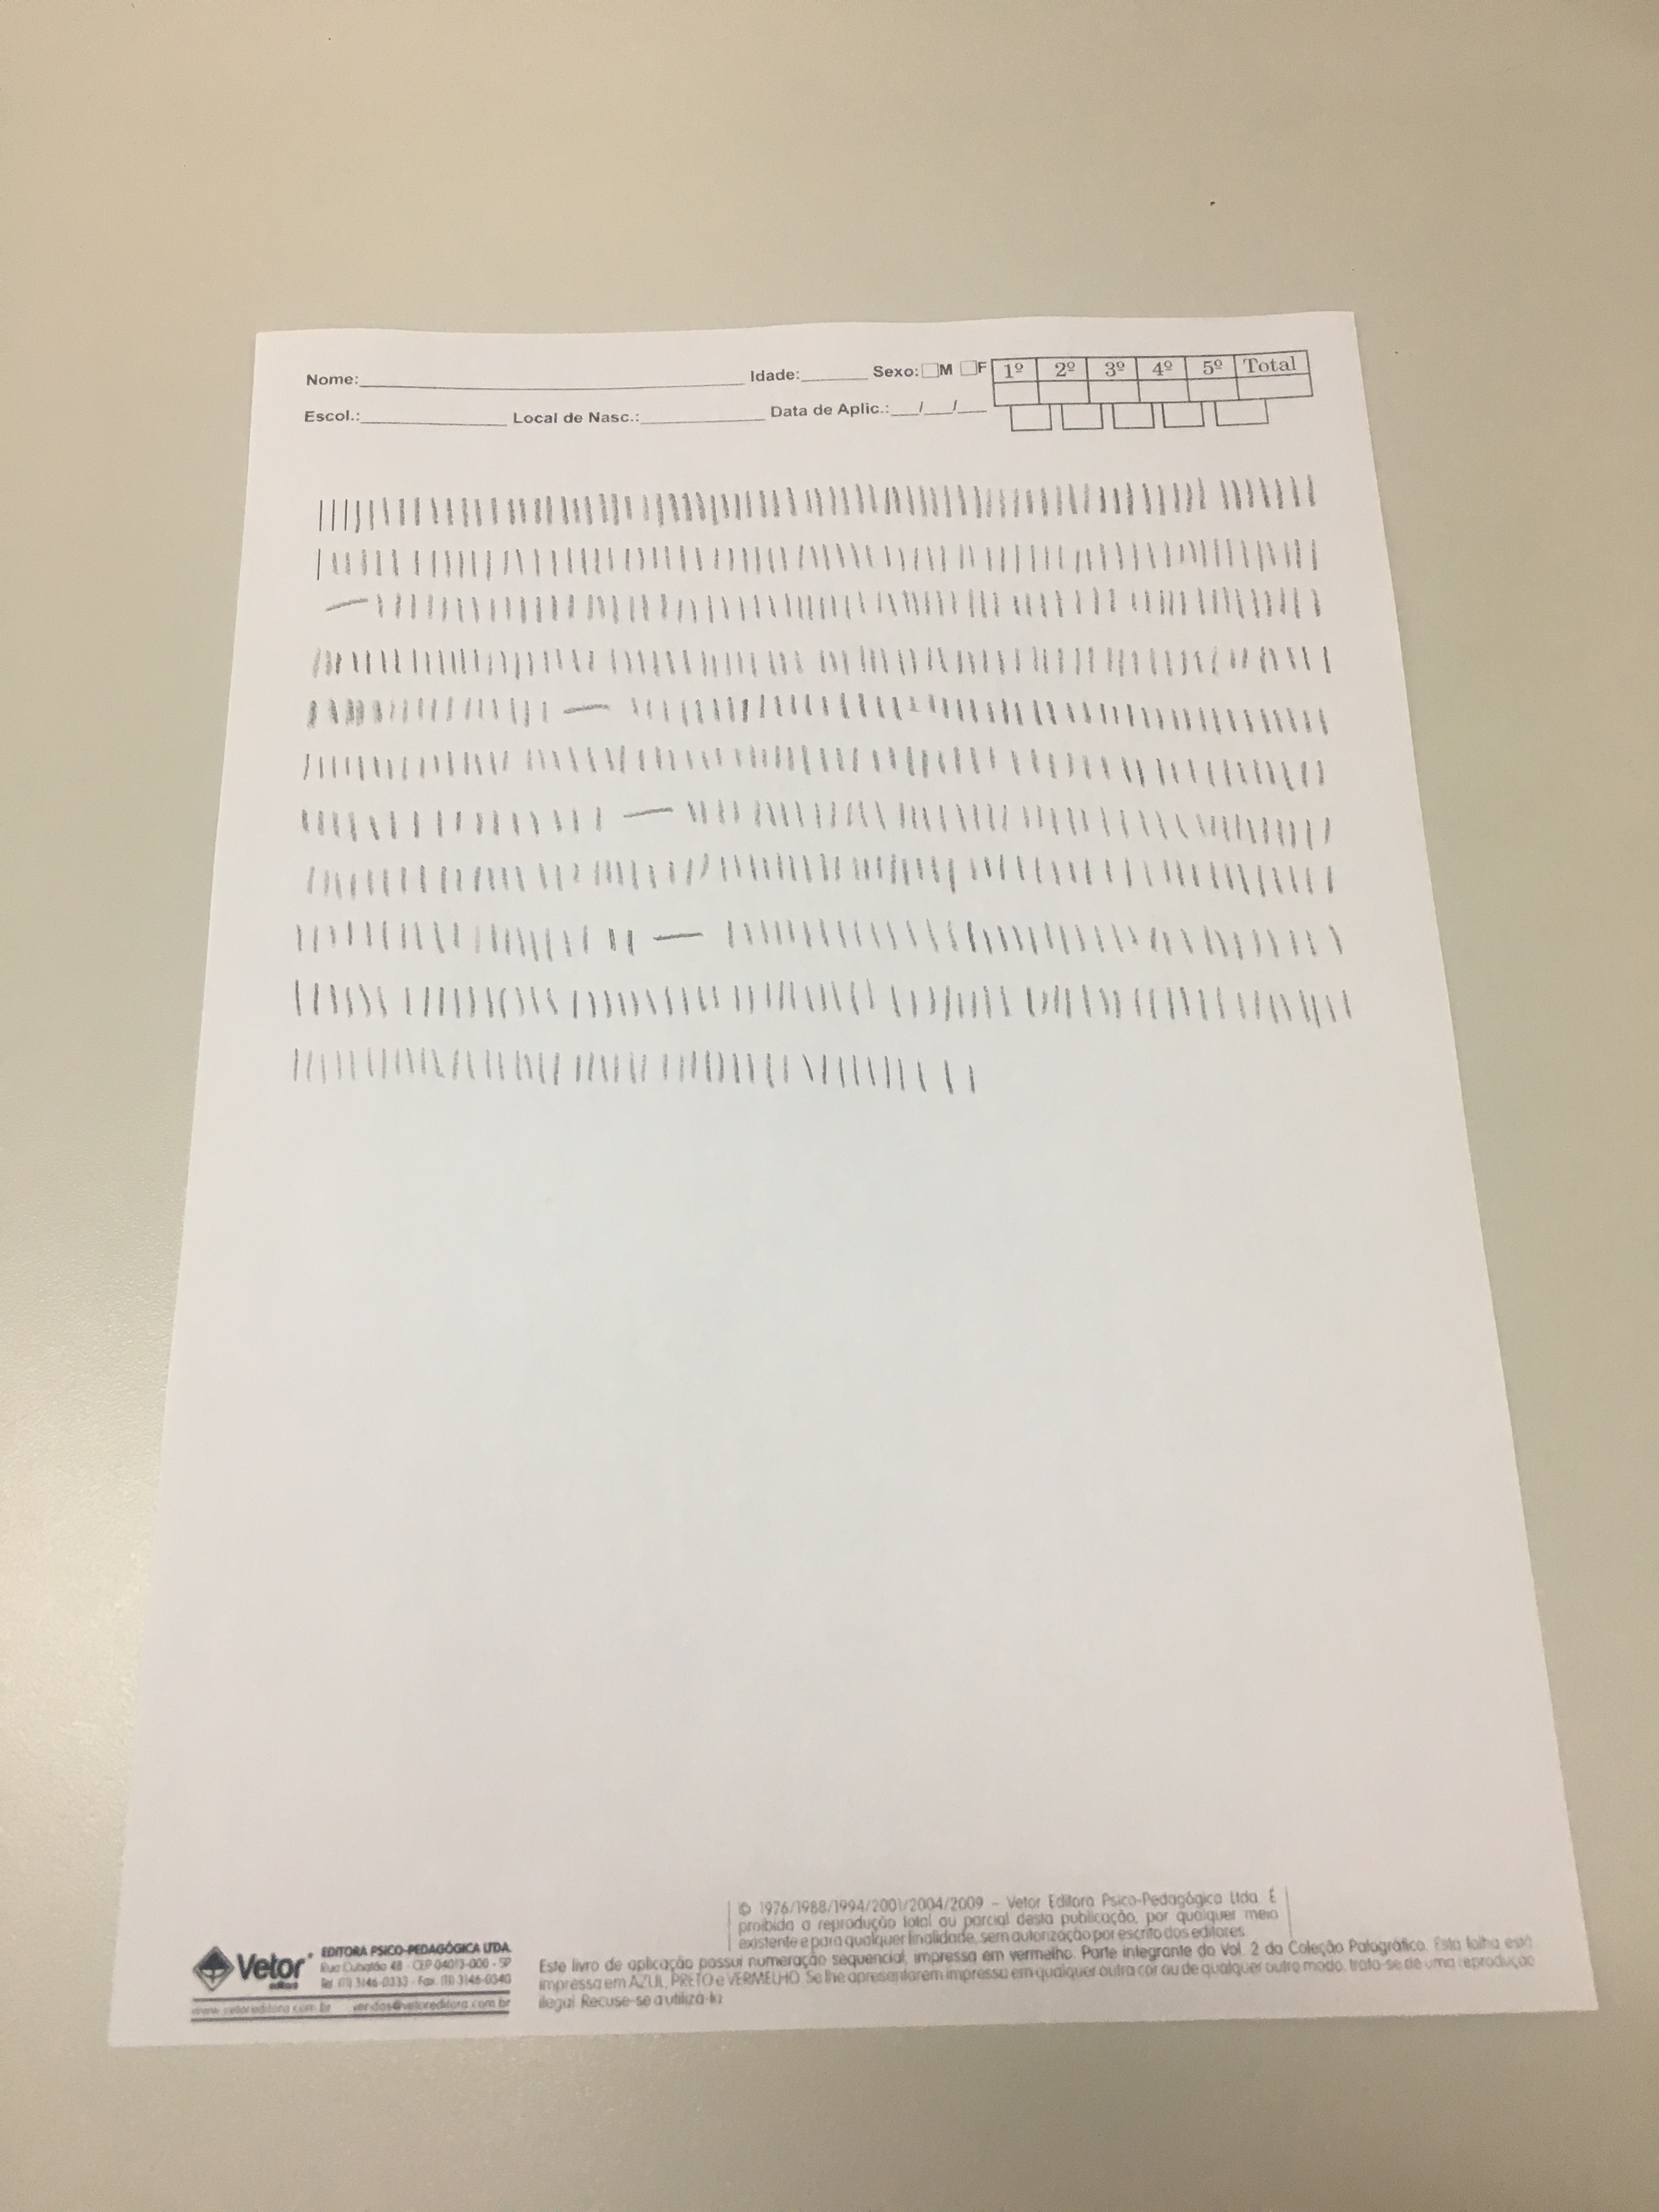 Nome:____________ Idade:______ Sexo: M F 1º 2º 3º 4º 5º Total
Escol.:____________ Local de Nasc.:____________ Data de Aplic.:___/___/___
© 1976/1988/1994/2001/2004/2009 – Vetor Editora Psico-Pedagógica Ltda. É
proibida a reprodução total ou parcial desta publicação, por qualquer meio
existente e para qualquer finalidade, sem autorização por escrito dos editores.
Vetor editora
EDITORA PSICO-PEDAGÓGICA LTDA.
Rua Cubatão 48 - CEP 04013-000 - SP
Tel. (11) 3146-0333 - Fax. (11) 3146-0340
www.vetoreditora.com.br vendas@vetoreditora.com.br
Este livro de aplicação possui numeração sequencial, impressa em vermelho. Parte integrante do Vol. 2 da Coleção Palográfico. Esta folha está
impressa em AZUL, PRETO e VERMELHO. Se lhe apresentarem impressa em qualquer outra cor ou de qualquer outro modo, trata-se de uma reprodução
ilegal. Recuse-se a utilizá-la.